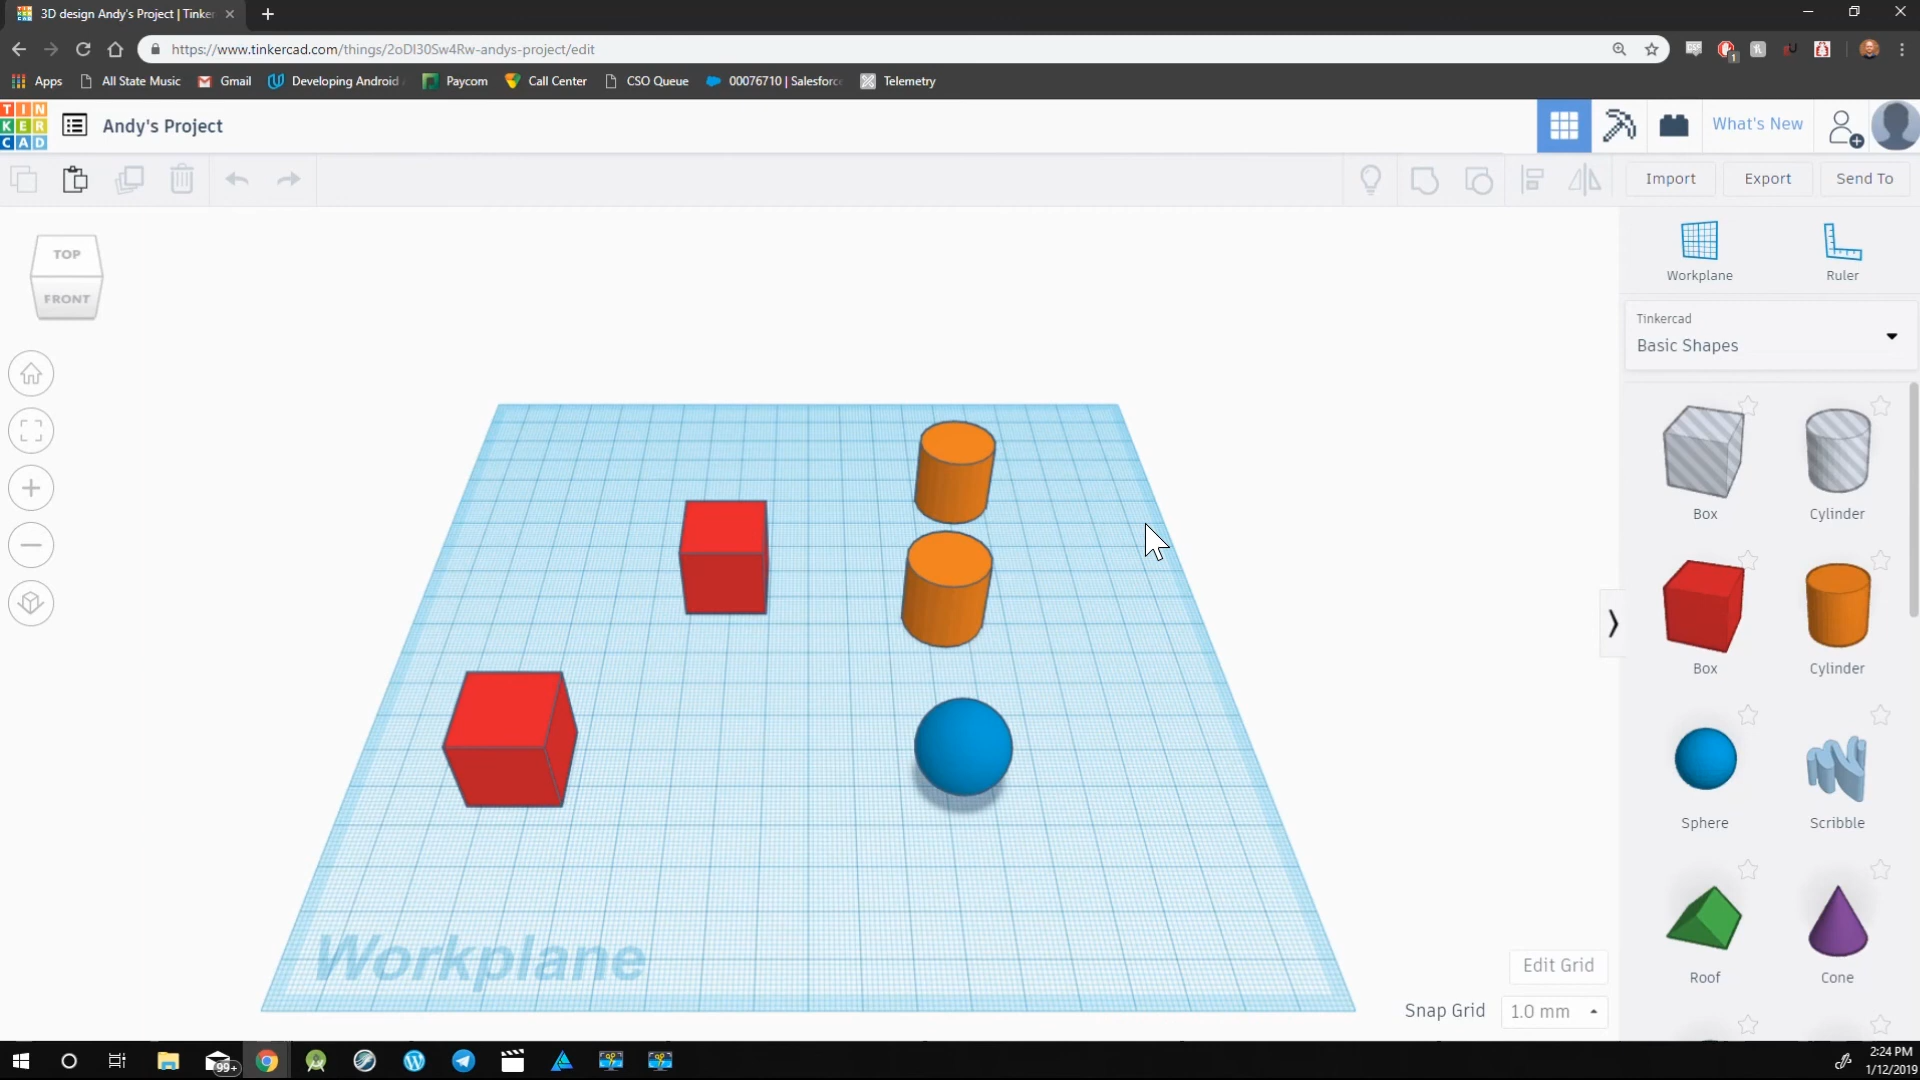 3D design Andy's Project | Tinker
https://www.tinkercad.com/things/2oDl30Sw4Rw-andys-project/edit
1
Apps All State Music Gmail Developing Android Paycom Call Center CSO Queue 00076710 | Salesforce Telemetry
TIN
KER
CAD
Andy's Project
What's New
Import Export Send To
TOP
FRONT
Workplane Ruler
Tinkercad
Basic Shapes
Box Cylinder
Box Cylinder
Sphere Scribble
Roof Cone
Workplane
Edit Grid
Snap Grid 1.0 mm
99+
2:24 PM
1/12/2019